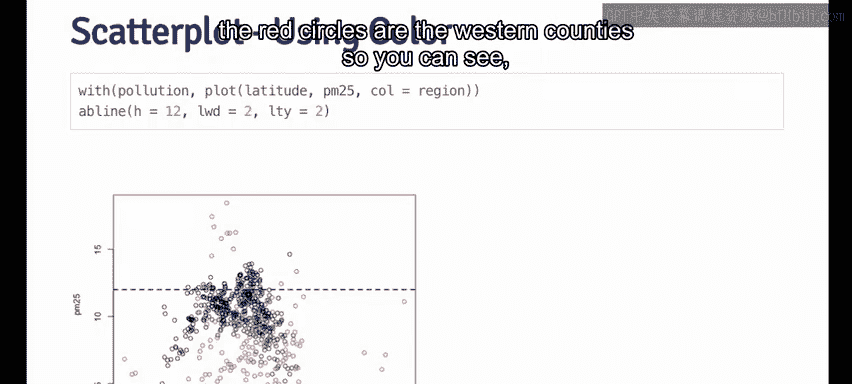 Scatterplot - Using Color
the red circles are the western counties
so you can see,
with(pollution, plot(latitude, pm25, col = region))
abline(h = 12, lwd = 2, lty = 2)
15
10
pm25